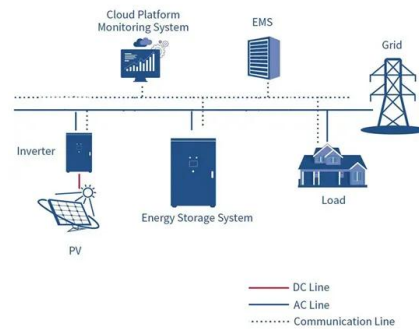 Cloud Platform
Monitoring System
EMS
Grid
Inverter
Energy Storage System
Load
PV
DC Line
AC Line
Communication Line